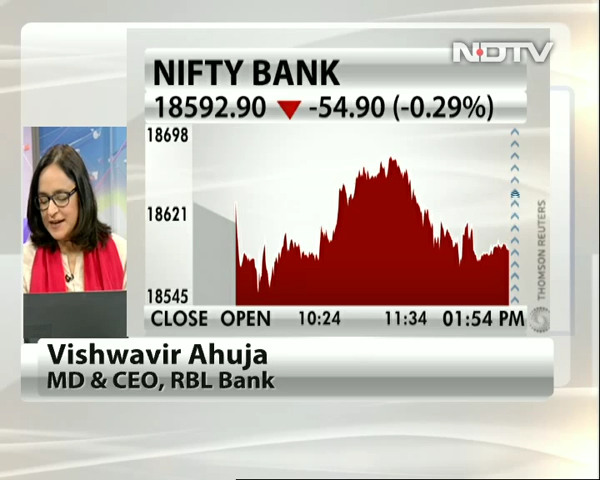 NDTV
NIFTY BANK
18592.90 ▼ -54.90 (-0.29%)
18698
18621
18545
CLOSE OPEN 10:24 11:34 01:54 PM
THOMSON REUTERS
Vishwavir Ahuja
MD & CEO, RBL Bank